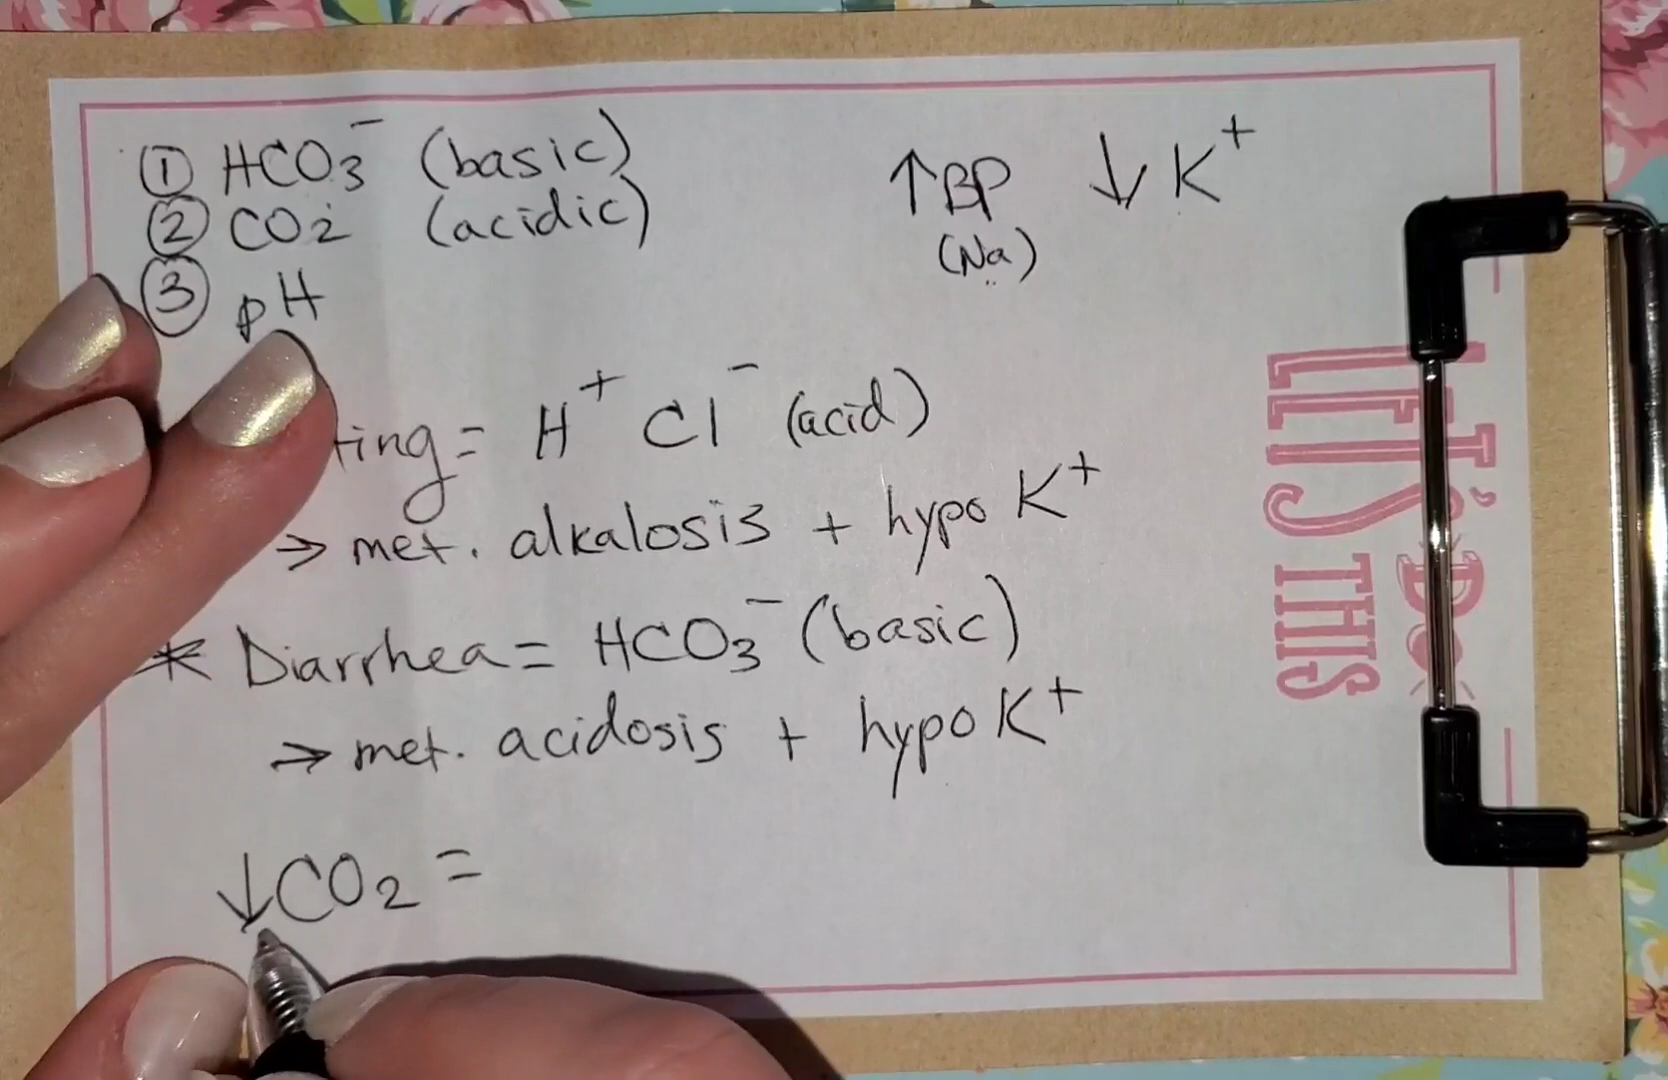 ① HCO₃⁻ (basic)
② CO₂ (acidic)
③ pH
↑BP ↓K⁺
(Na)
ting = H⁺ Cl⁻ (acid)
→ met. alkalosis + hypo K⁺
* Diarrhea = HCO₃⁻ (basic)
→ met. acidosis + hypo K⁺
↓CO₂ =
LET'S DO
THIS